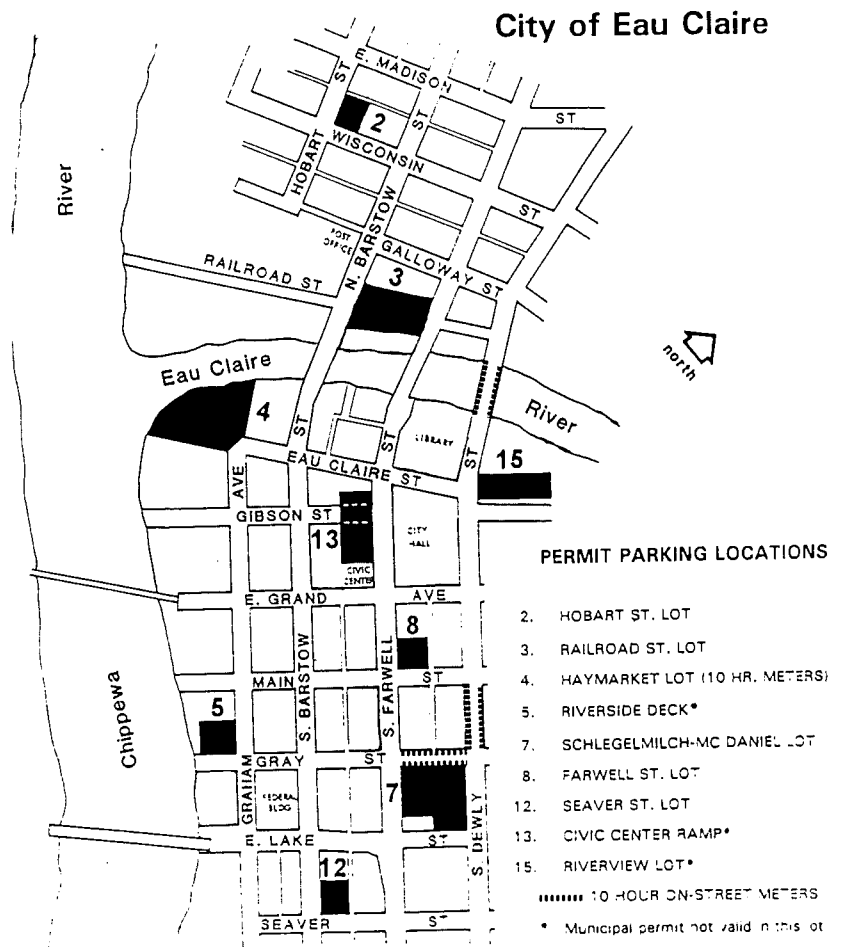 City of Eau Claire
E. MADISON
ST
ST
ST
2
WISCONSIN
HOBART
ST
N. BARSTOW
POST
OFFICE
GALLOWAY ST
RAILROAD ST
3
River
north
Eau Claire
River
4
ST
ST
LIBRARY
ST
15
EAU CLAIRE ST
AVE
GIBSON ST
13
CITY
HALL
CIVIC
CENTER
E. GRAND AVE
8
S. BARSTOW
S. FARWELL
MAIN ST
5
Chippewa
GRAY ST
GRAHAM
FEDERAL
BLDG
7
S. DEWLY
E. LAKE ST
12
SEAVER ST
PERMIT PARKING LOCATIONS
2. HOBART ST. LOT
3. RAILROAD ST. LOT
4. HAYMARKET LOT (10 HR. METERS)
5. RIVERSIDE DECK*
7. SCHLEGELMILCH-MC DANIEL LOT
8. FARWELL ST. LOT
12. SEAVER ST. LOT
13. CIVIC CENTER RAMP*
15. RIVERVIEW LOT*
10 HOUR ON-STREET METERS
* Municipal permit not valid in this lot